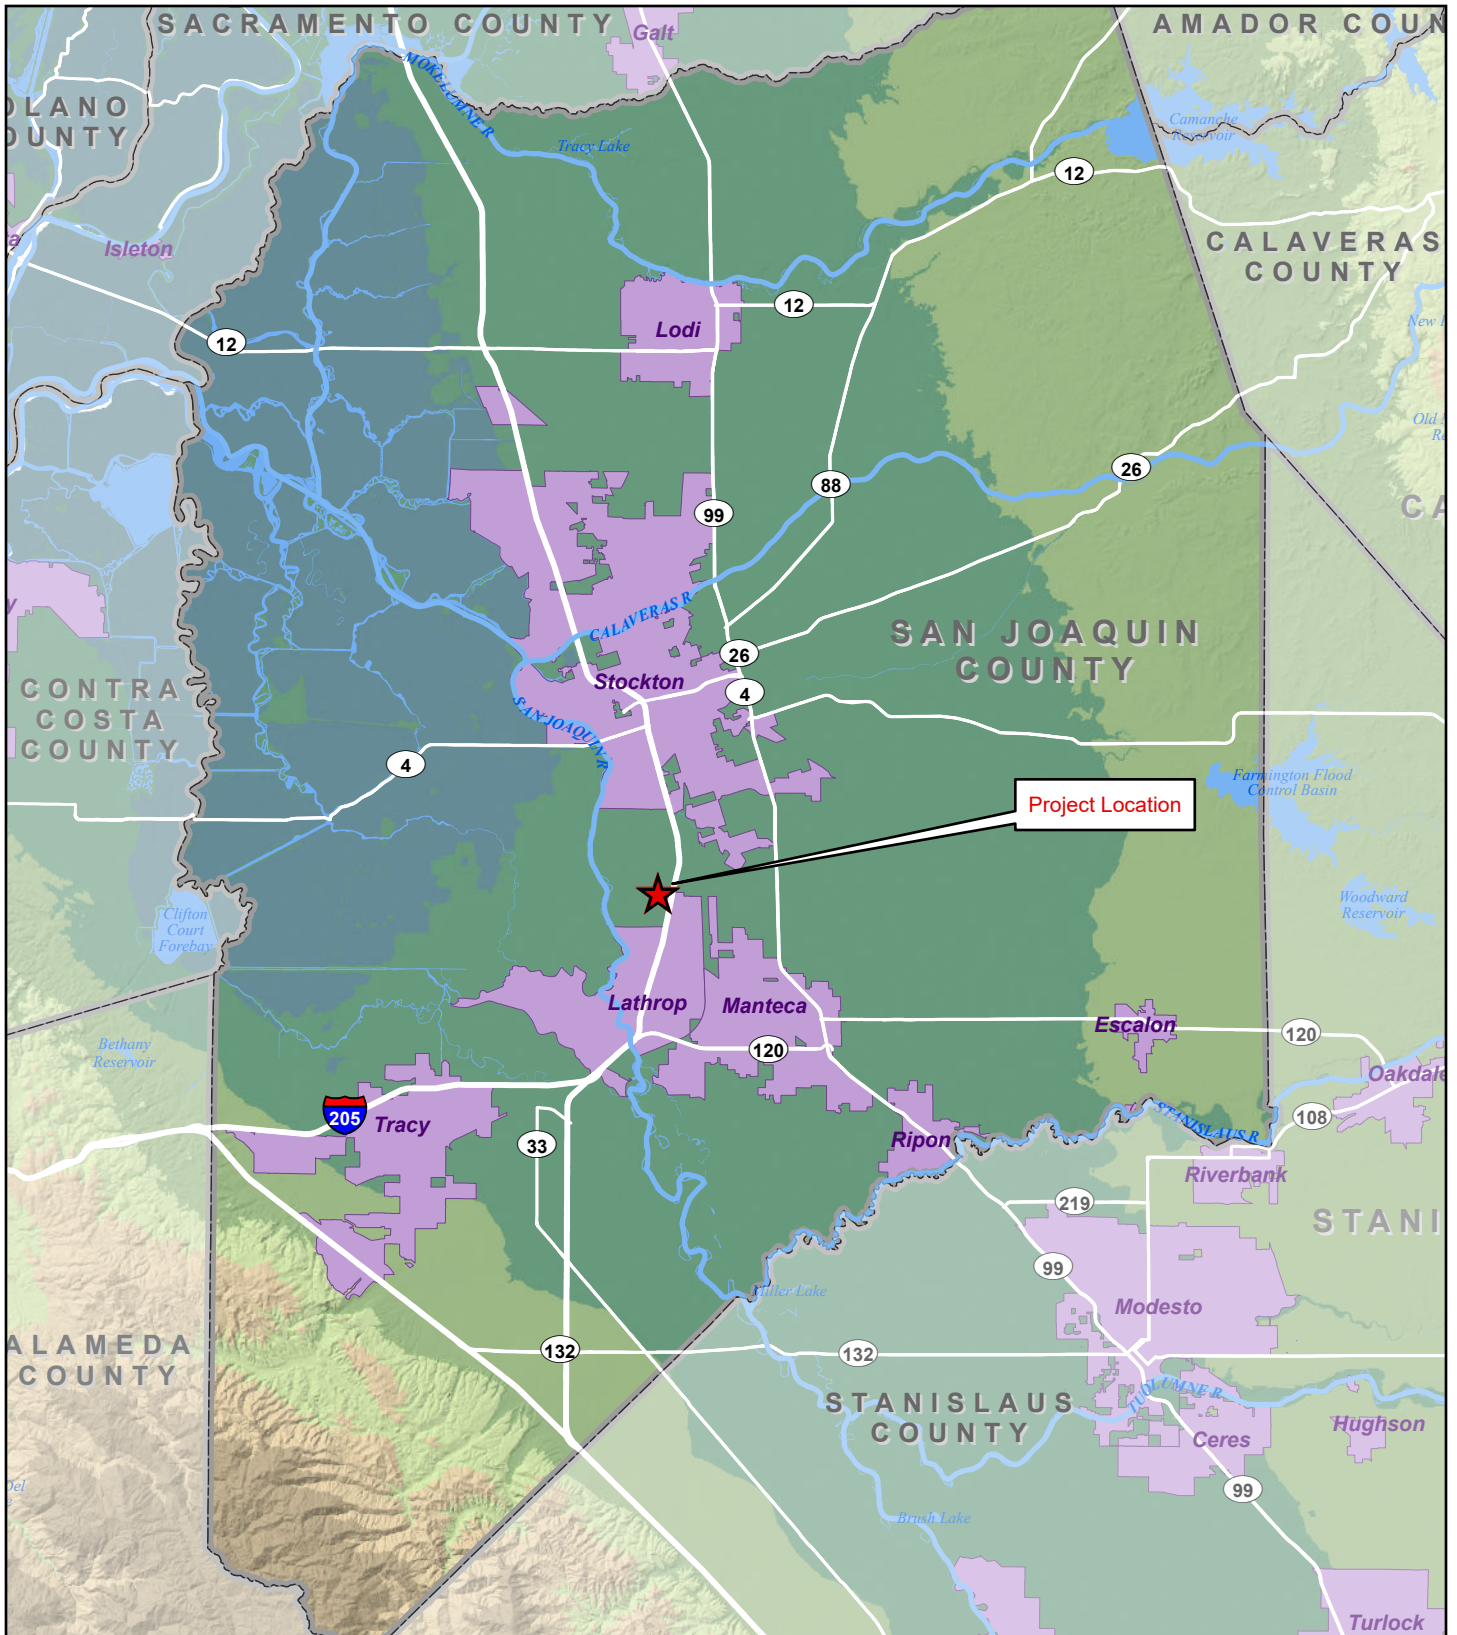 SACRAMENTO COUNTY
Galt
AMADOR COUN
MOKELUMNE R
OLANO
OUNTY
Camanche
Reservoir
Tracy Lake
12
CALAVERAS
COUNTY
Isleton
a
12
Lodi
12
New
Old
Re
26
88
99
CA
y
CALAVERAS R
SAN JOAQUIN
COUNTY
26
Stockton
4
CONTRA
COSTA
COUNTY
SAN JOAQUIN R
4
Farmington Flood
Control Basin
Project Location
Woodward
Reservoir
Clifton
Court
Forebay
Lathrop
Manteca
Escalon
120
120
Bethany
Reservoir
Oakdale
205
Tracy
33
Ripon
STANISLAUS R
108
Riverbank
219
STANI
99
Miller Lake
Modesto
ALAMEDA
COUNTY
132
132
TUOLUMNE R
STANISLAUS
COUNTY
Hughson
Ceres
99
Del
e
Brush Lake
Turlock